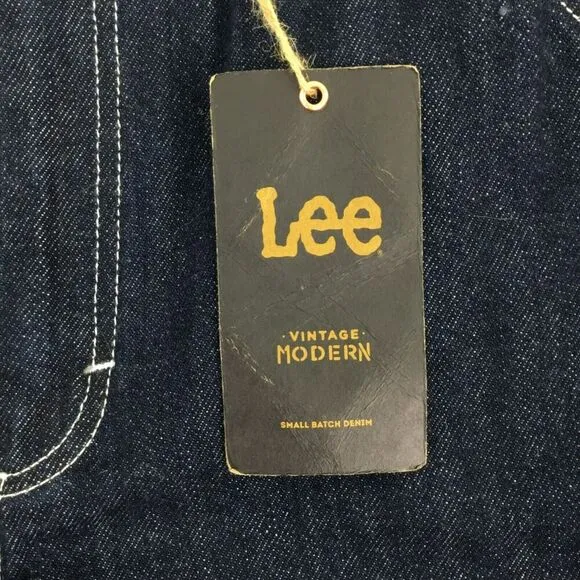 Lee
· VINTAGE ·
MODERN
SMALL BATCH DENIM